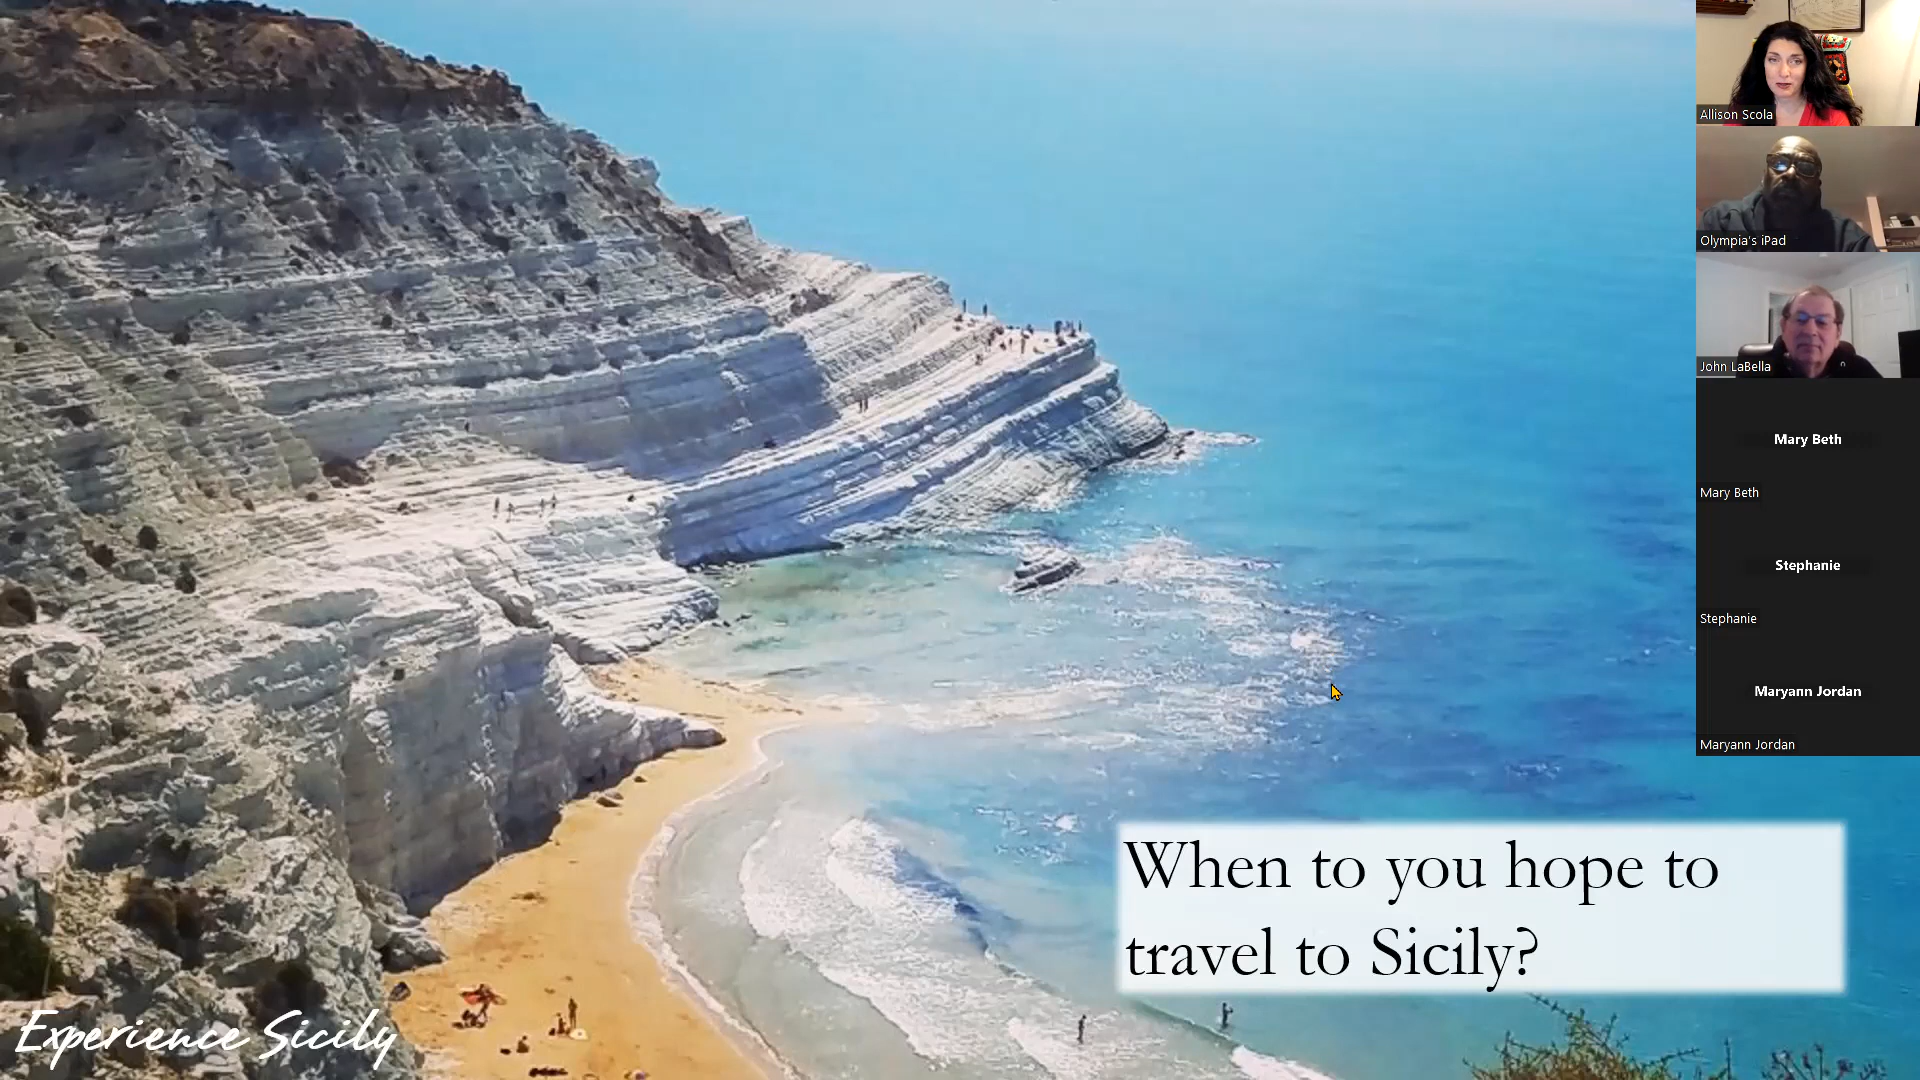 Allison Scola
Olympia's iPad
John LaBella
Mary Beth
Mary Beth
Stephanie
Stephanie
Maryann Jordan
Maryann Jordan
When to you hope to
travel to Sicily?
Experience Sicily